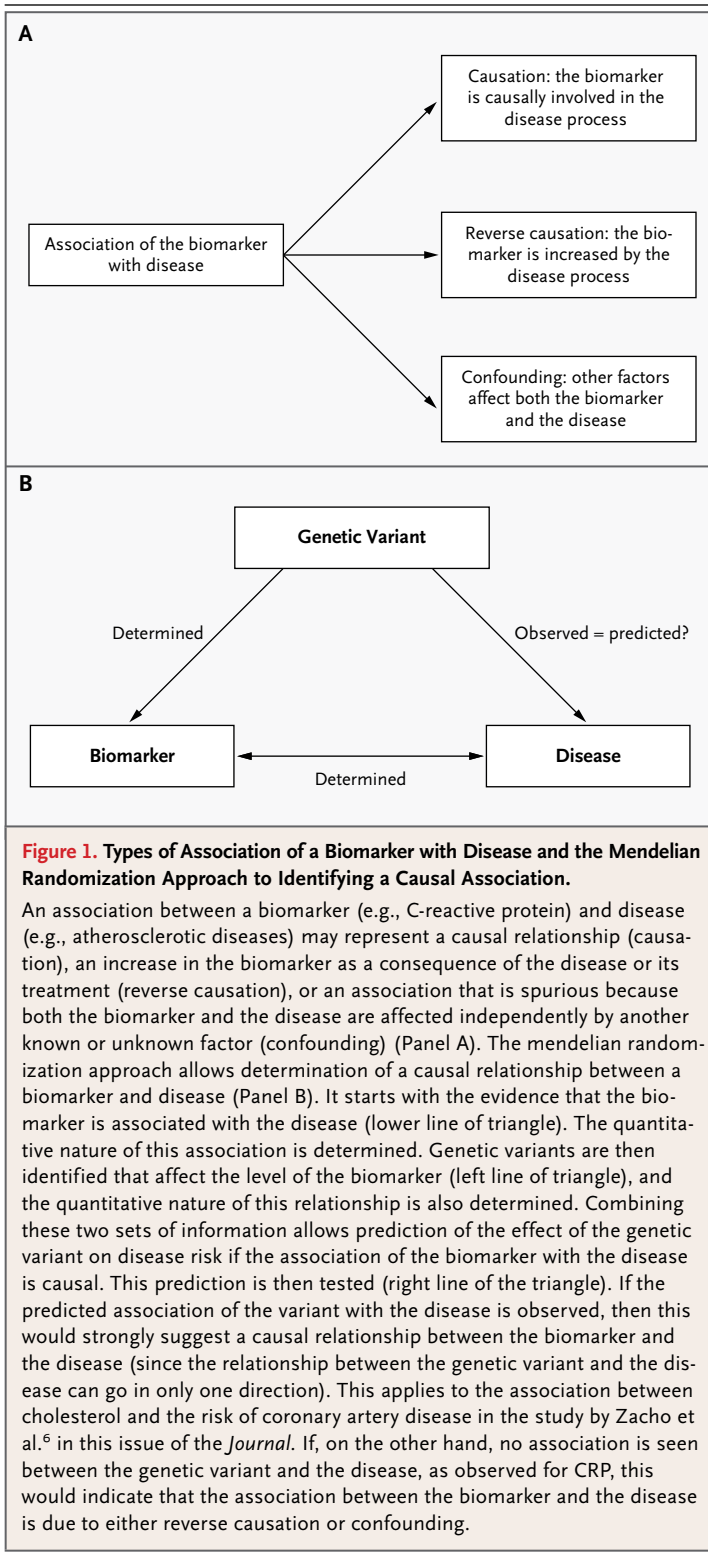 A
Causation: the biomarker
is causally involved in the
disease process
Association of the biomarker
with disease
Reverse causation: the bio-
marker is increased by the
disease process
Confounding: other factors
affect both the biomarker
and the disease
B
Genetic Variant
Determined
Observed = predicted?
Biomarker
Disease
Determined
Figure 1. Types of Association of a Biomarker with Disease and the Mendelian
Randomization Approach to Identifying a Causal Association.
An association between a biomarker (e.g., C-reactive protein) and disease
(e.g., atherosclerotic diseases) may represent a causal relationship (causa-
tion), an increase in the biomarker as a consequence of the disease or its
treatment (reverse causation), or an association that is spurious because
both the biomarker and the disease are affected independently by another
known or unknown factor (confounding) (Panel A). The mendelian random-
ization approach allows determination of a causal relationship between a
biomarker and disease (Panel B). It starts with the evidence that the bio-
marker is associated with the disease (lower line of triangle). The quantita-
tive nature of this association is determined. Genetic variants are then
identified that affect the level of the biomarker (left line of triangle), and
the quantitative nature of this relationship is also determined. Combining
these two sets of information allows prediction of the effect of the genetic
variant on disease risk if the association of the biomarker with the disease
is causal. This prediction is then tested (right line of the triangle). If the
predicted association of the variant with the disease is observed, then this
would strongly suggest a causal relationship between the biomarker and
the disease (since the relationship between the genetic variant and the dis-
ease can go in only one direction). This applies to the association between
cholesterol and the risk of coronary artery disease in the study by Zacho et
al.⁶ in this issue of the Journal. If, on the other hand, no association is seen
between the genetic variant and the disease, as observed for CRP, this
would indicate that the association between the biomarker and the disease
is due to either reverse causation or confounding.